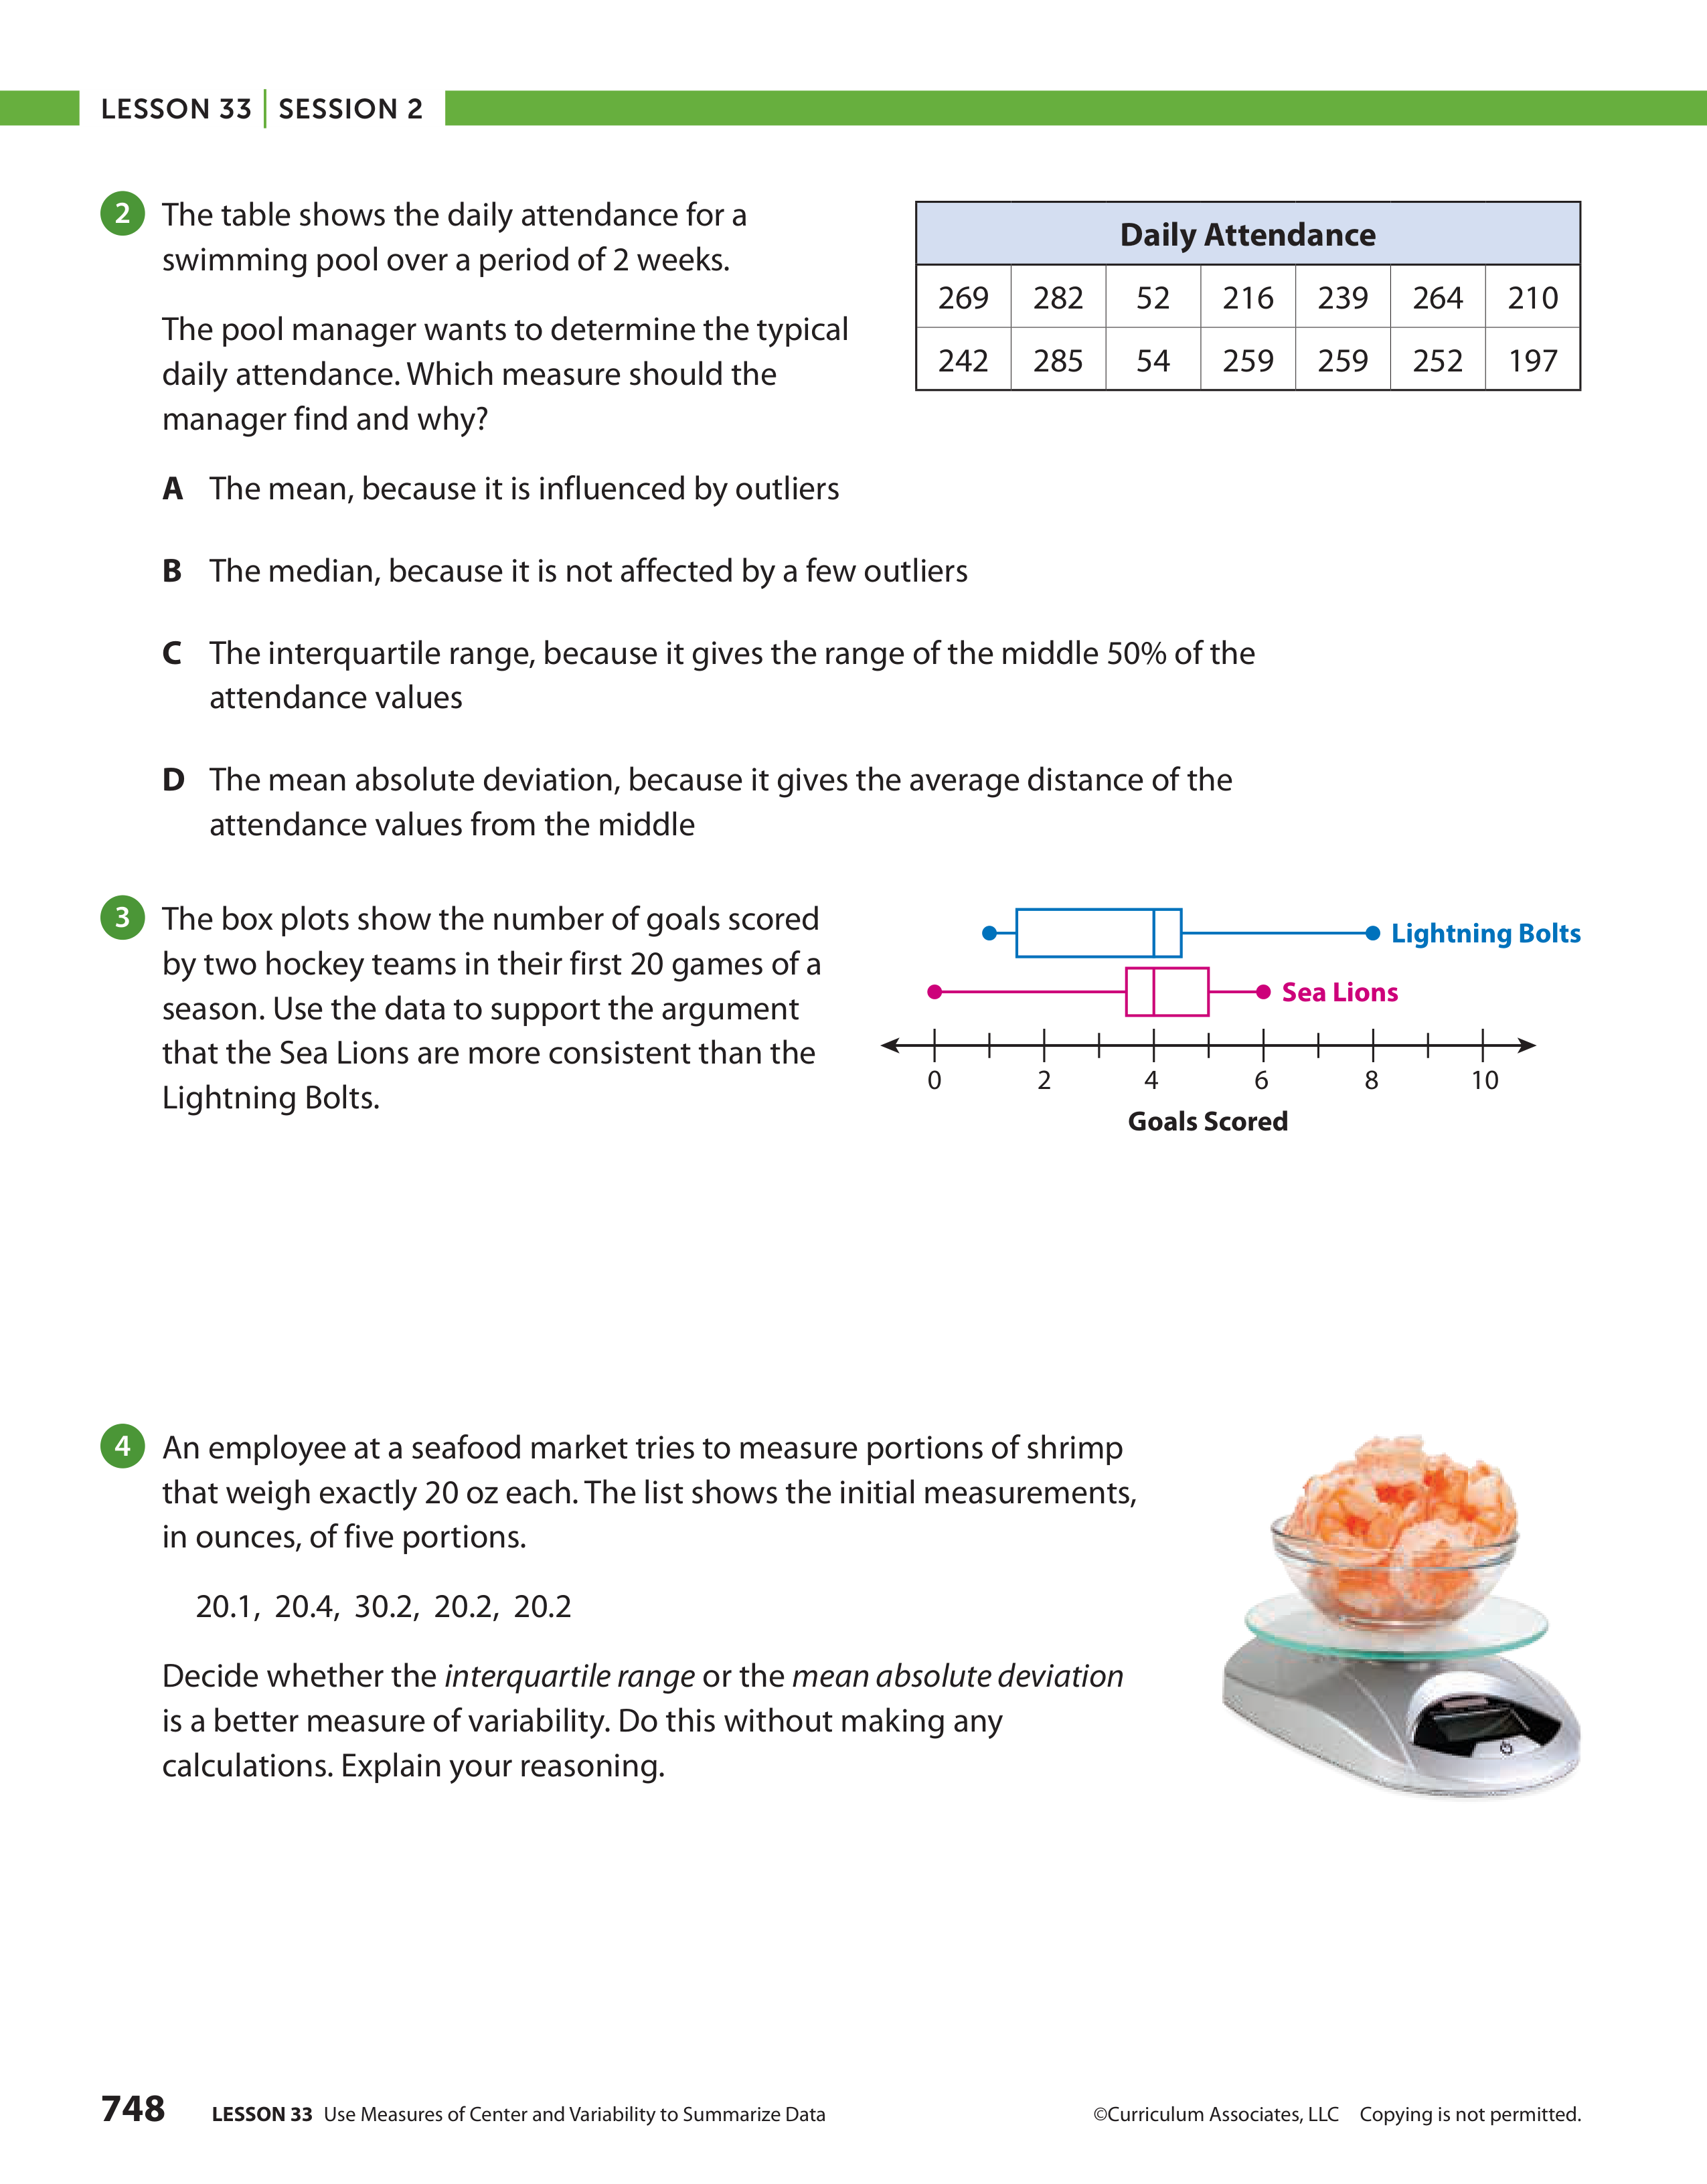 LESSON 33 | SESSION 2
2 The table shows the daily attendance for a
swimming pool over a period of 2 weeks.
The pool manager wants to determine the typical
daily attendance. Which measure should the
manager find and why?
Daily Attendance
269 282 52 216 239 264 210
242 285 54 259 259 252 197
A The mean, because it is influenced by outliers
B The median, because it is not affected by a few outliers
C The interquartile range, because it gives the range of the middle 50% of the
attendance values
D The mean absolute deviation, because it gives the average distance of the
attendance values from the middle
3 The box plots show the number of goals scored
by two hockey teams in their first 20 games of a
season. Use the data to support the argument
that the Sea Lions are more consistent than the
Lightning Bolts.
Lightning Bolts
Sea Lions
0 2 4 6 8 10
Goals Scored
4 An employee at a seafood market tries to measure portions of shrimp
that weigh exactly 20 oz each. The list shows the initial measurements,
in ounces, of five portions.
20.1, 20.4, 30.2, 20.2, 20.2
Decide whether the interquartile range or the mean absolute deviation
is a better measure of variability. Do this without making any
calculations. Explain your reasoning.
748 LESSON 33 Use Measures of Center and Variability to Summarize Data
©Curriculum Associates, LLC Copying is not permitted.